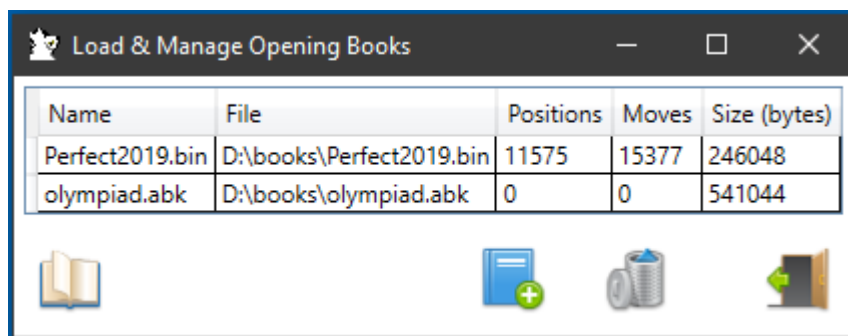 Load & Manage Opening Books
Name File Positions Moves Size (bytes)
Perfect2019.bin D:\books\Perfect2019.bin 11575 15377 246048
olympiad.abk D:\books\olympiad.abk 0 0 541044